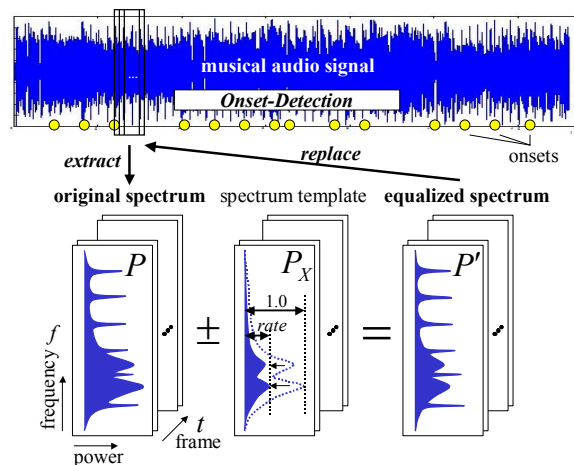 musical audio signal
...
Onset-Detection
onsets
extract
replace
original spectrum
spectrum template
equalized spectrum
P
±
P_X
1.0
rate
=
P'
frequency f
power
t
frame